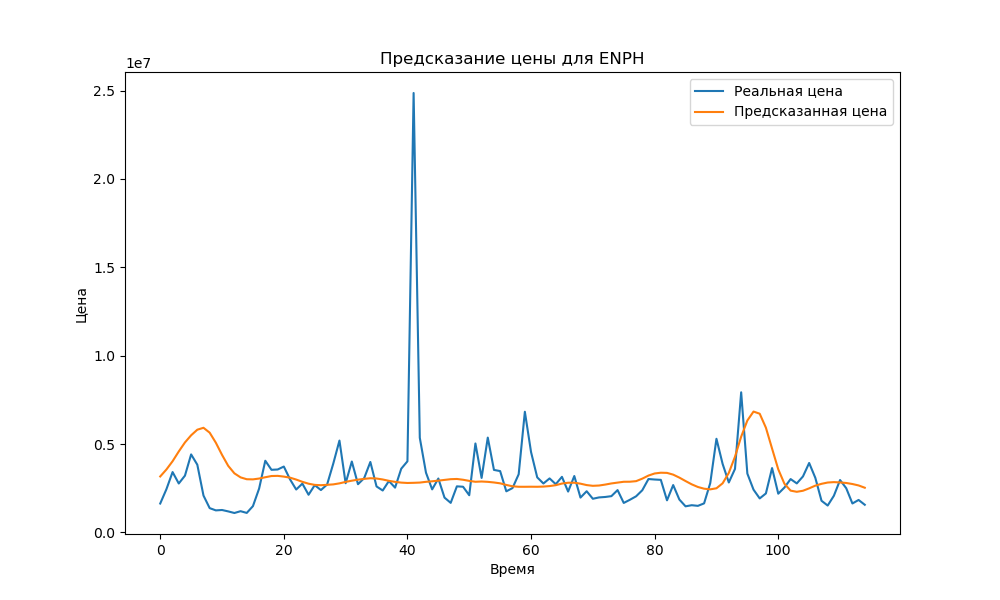 Предсказание цены для ENPH
1e7
Реальная цена
Предсказанная цена
2.5
2.0
1.5
1.0
0.5
0.0
Цена
0 20 40 60 80 100
Время